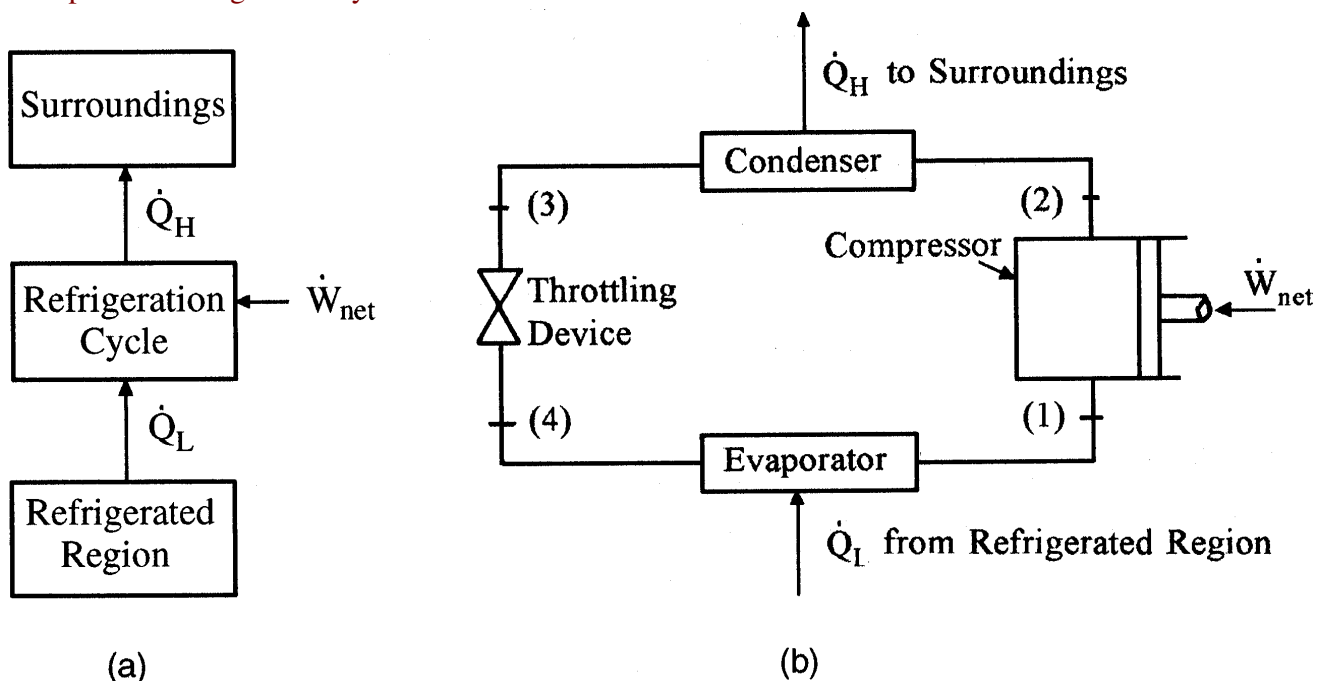 Surroundings
Q̇H
Refrigeration
Cycle
Ẇnet
Q̇L
Refrigerated
Region
(a)
Q̇H to Surroundings
Condenser
(3)
(2)
Compressor
Throttling
Device
Ẇnet
(4)
(1)
Evaporator
Q̇L from Refrigerated Region
(b)